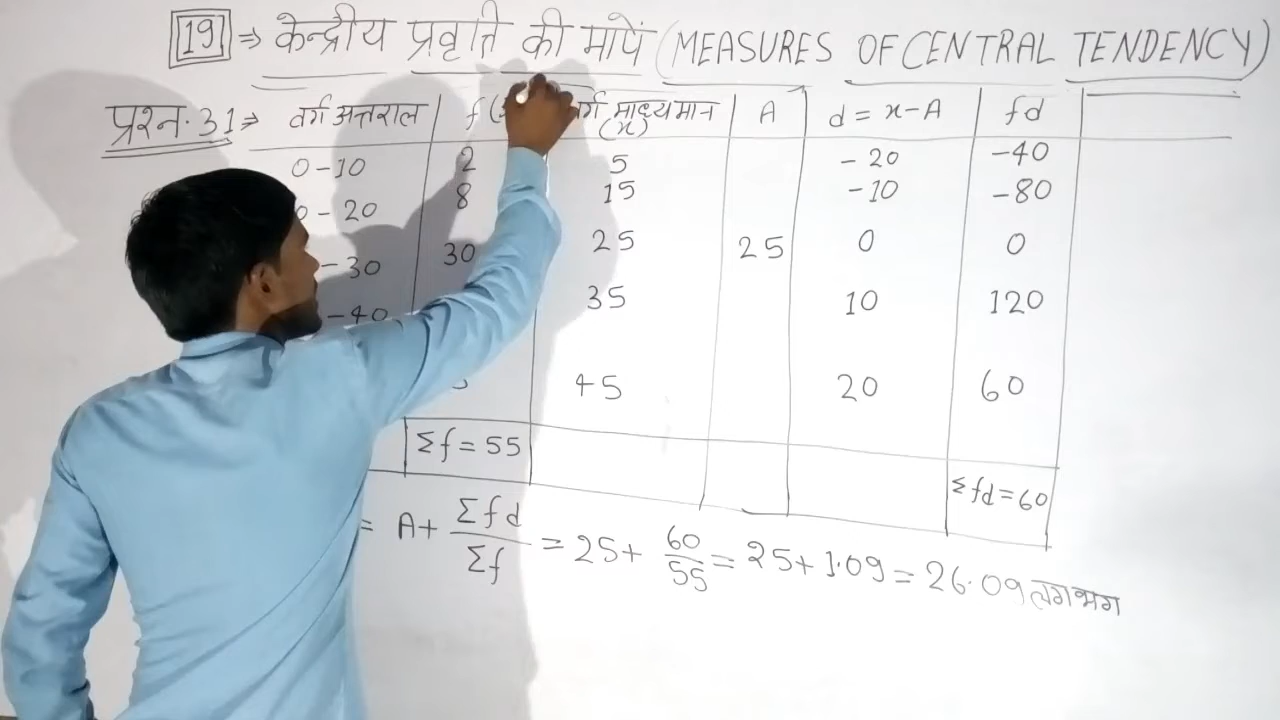 19 ⇒ केन्द्रीय प्रवृत्ति की मापें (MEASURES OF CENTRAL TENDENCY)
प्रश्न·31⇒ वर्ग अन्तराल f माध्यमान (x) A d = x-A fd
0-10 2 5 -20 -40
-20 8 15 -10 -80
-30 30 25 25 0 0
-40 35 10 120
45 20 60
Σf = 55
Σfd=60
= A+ Σfd/Σf = 25+ 60/55 = 25+1.09 = 26.09 लगभग